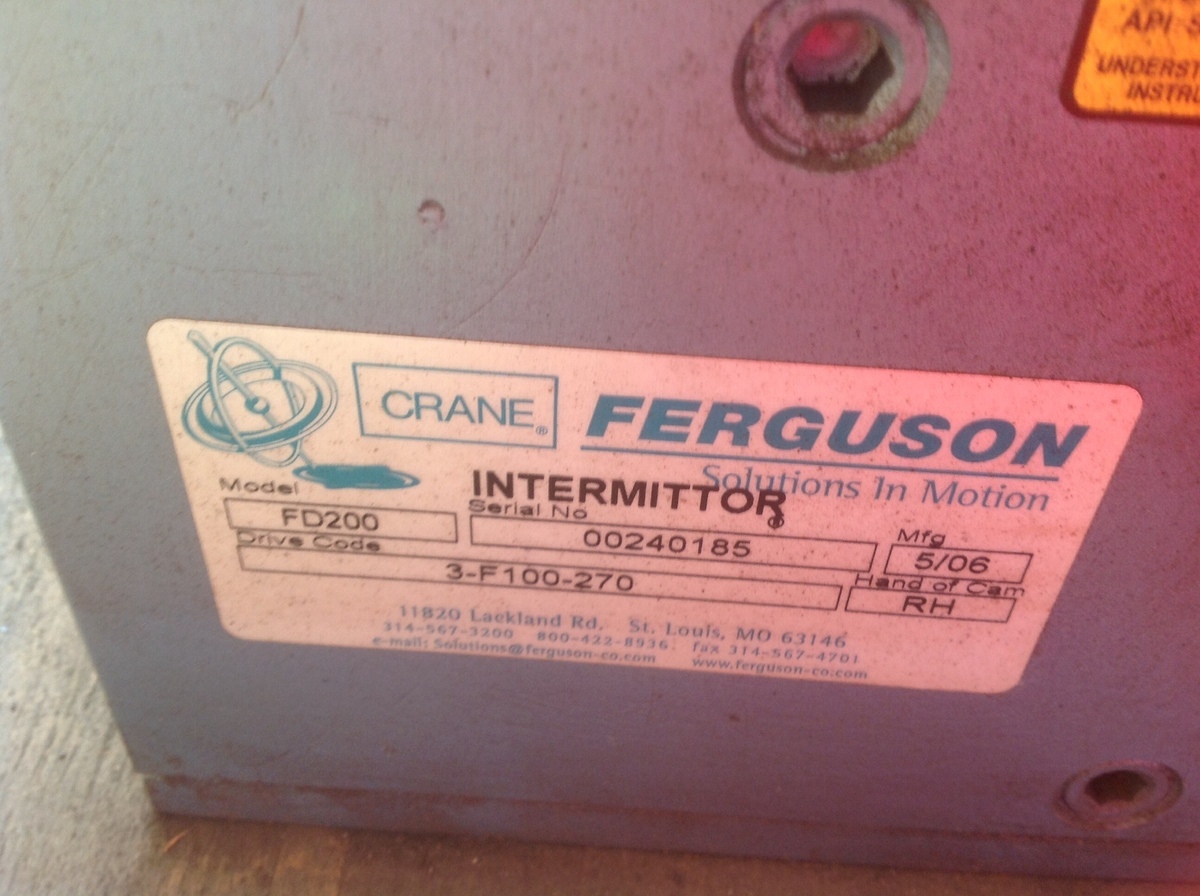 API-S
UNDERST
INSTRU
CRANE®
FERGUSON
Solutions In Motion
INTERMITTOR®
Model
Serial No
Mfg
FD200
00240185
5/06
Drive Code
Hand of Cam
3-F100-270
RH
11820 Lackland Rd. St. Louis, MO 63146
314-567-3200 800-422-8936 fax 314-567-4701
e-mail: Solutions@ferguson-co.com www.ferguson-co.com